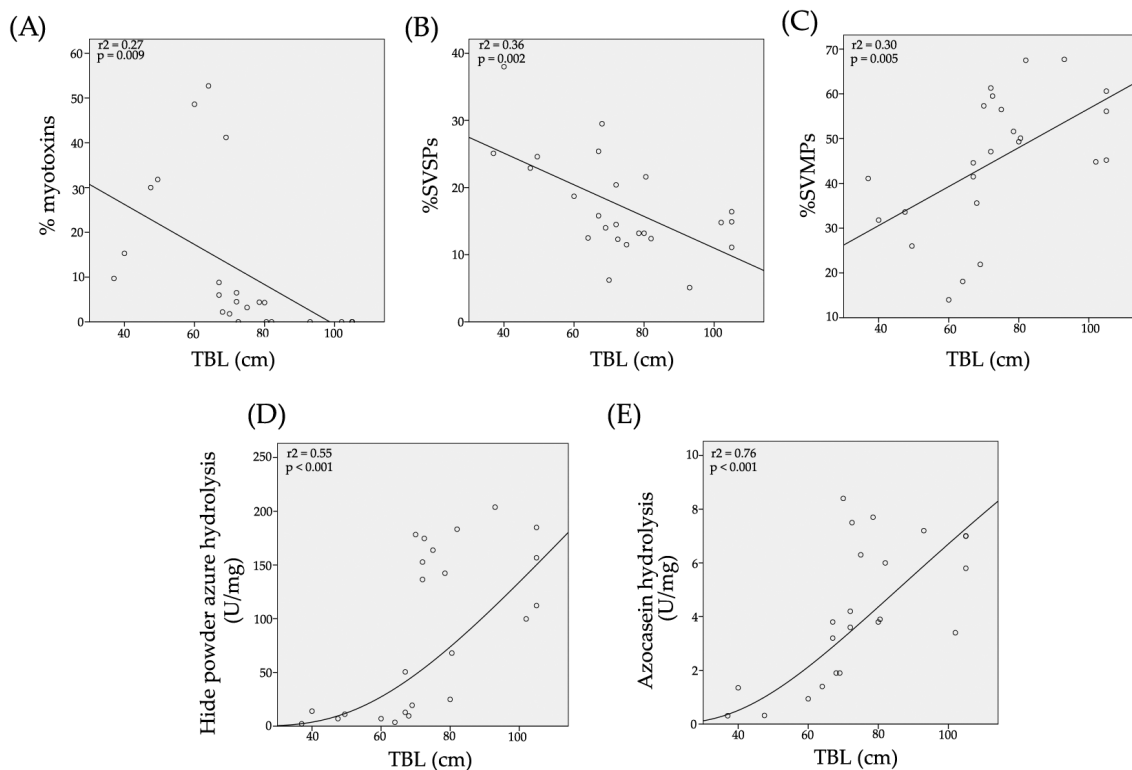 (A)
r2 = 0.27
p = 0.009
60
50
40
30
20
10
0
% myotoxins
40
60
80
100
TBL (cm)
(B)
r2 = 0.36
p = 0.002
40%
30%
20%
10%
0
%SVSPs
40
60
80
100
TBL (cm)
(C)
r2 = 0.30
p = 0.005
70%
60
50
40
30
20
10
%SVMPs
40
60
80
100
TBL (cm)
(D)
r2 = 0.55
p < 0.001
250
200
150
100
50
0
Hide powder azure hydrolysis
(U/mg)
40
60
80
100
TBL (cm)
(E)
r2 = 0.76
p < 0.001
10
8
6
4
2
0
Azocasein hydrolysis
(U/mg)
40
60
80
100
TBL (cm)